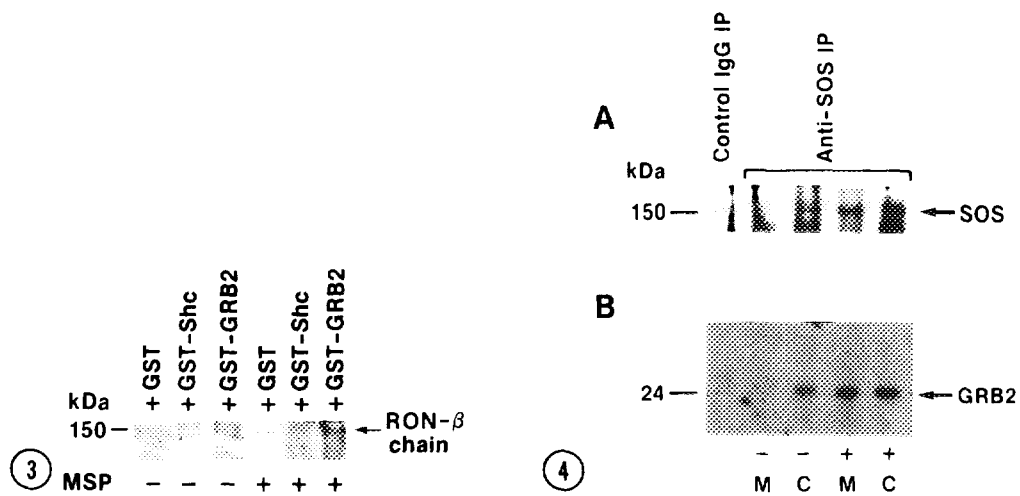 + GST
+ GST-Shc
+ GST-GRB2
+ GST
+ GST-Shc
+ GST-GRB2
kDa
150
RON-β
chain
MSP − − − + + +
3
A
Control IgG IP
Anti-SOS IP
kDa
150
SOS
B
24
GRB2
− − + +
M C M C
4